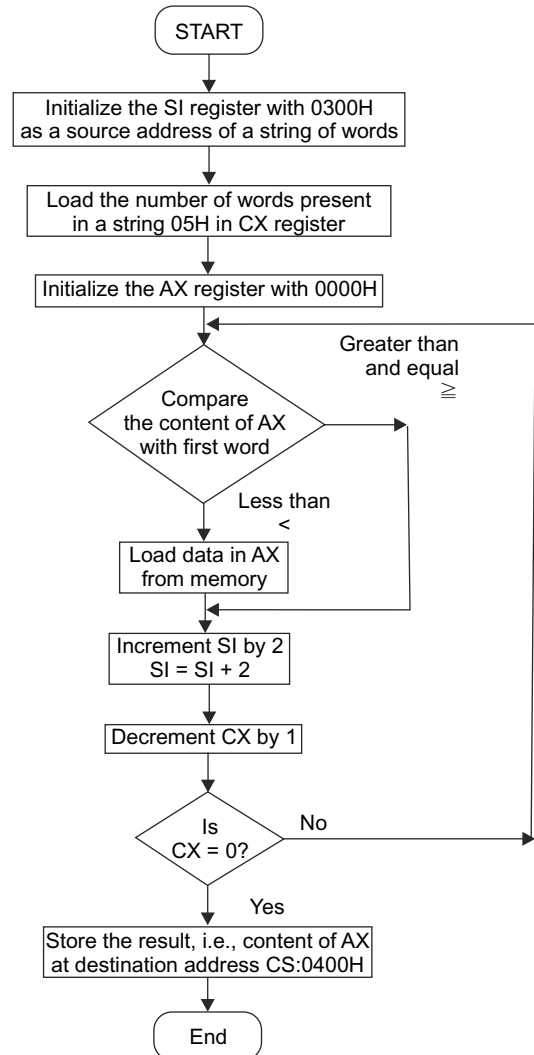 START
Initialize the SI register with 0300H
as a source address of a string of words
Load the number of words present
in a string 05H in CX register
Initialize the AX register with 0000H
Greater than
and equal
≧
Compare
the content of AX
with first word
Less than
<
Load data in AX
from memory
Increment SI by 2
SI = SI + 2
Decrement CX by 1
Is
CX = 0?
No
Yes
Store the result, i.e., content of AX
at destination address CS:0400H
End